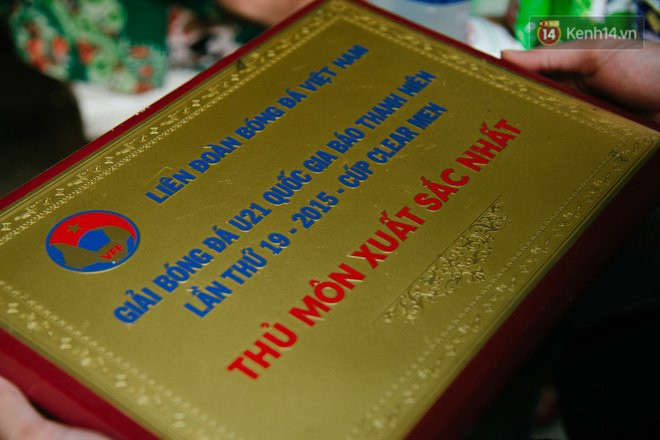 14 Kenh14.vn
LIÊN ĐOÀN BÓNG ĐÁ VIỆT NAM
VFF
GIẢI BÓNG ĐÁ U21 QUỐC GIA BÁO THANH NIÊN
LẦN THỨ 19 - 2015 - CÚP CLEAR MEN
THỦ MÔN XUẤT SẮC NHẤT